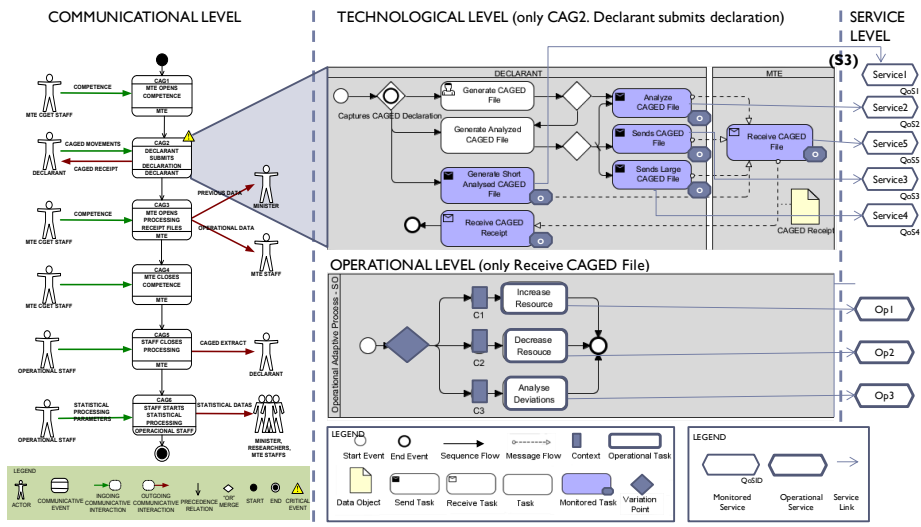 COMMUNICATIONAL LEVEL
TECHNOLOGICAL LEVEL (only CAG2. Declarant submits declaration)
SERVICE
LEVEL
CAG1
MTE OPENS
COMPETENCE
MTE
COMPETENCE
MTE CGET STAFF
CAG2
DECLARANT
SUBMITS
DECLARATION
DECLARANT
CAGED MOVEMENTS
DECLARANT
CAGED RECEIPT
CAG3
MTE OPENS
PROCESSING
RECEIPT FILES
MTE
COMPETENCE
MTE CGET STAFF
PREVIOUS DATA
MINISTER
OPERATIONAL DATA
MTE STAFF
CAG4
MTE CLOSES
COMPETENCE
MTE
MTE CGET STAFF
CAG5
STAFF CLOSES
PROCESSING
MTE
OPERATIONAL STAFF
CAGED EXTRACT
DECLARANT
CAG6
STAFF STARTS
STATISTICAL
PROCESSING
OPERACIONAL STAFF
STATISTICAL
PROCESSING
PARAMETERS
OPERATIONAL STAFF
STATISTICAL DATAS
MINISTER,
RESEARCHERS,
MTE STAFFS
LEGEND
ACTOR
COMMUNICATIVE
EVENT
INGOING
COMMUNICATIVE
INTERACTION
OUTGOING
COMMUNICATIVE
INTERACTION
PRECEDENCE
RELATION
"OR"
MERGE
START
END
CRITICAL
EVENT
DECLARANT
MTE
(S3)
Captures CAGED Declaration
Generate CAGED
File
Generate Analyzed
CAGED File
Generate Short
Analysed CAGED
File
Receive CAGED
Receipt
Analyze
CAGED File
Sends CAGED
File
Sends Large
CAGED File
Receive CAGED
File
CAGED Receipt
Service1
QoS1
Service2
QoS2
Service5
QoS5
Service3
QoS3
Service4
QoS4
OPERATIONAL LEVEL (only Receive CAGED File)
Operational Adaptive Process - SO
C1
C2
C3
Increase
Resource
Decrease
Resouce
Analyse
Deviations
Op1
Op2
Op3
LEGEND
Start Event
End Event
Sequence Flow
Message Flow
Context
Operational Task
Data Object
Send Task
Receive Task
Task
Monitored Task
Variation
Point
LEGEND
QoSID
Monitored
Service
Operational
Service
Service
Link